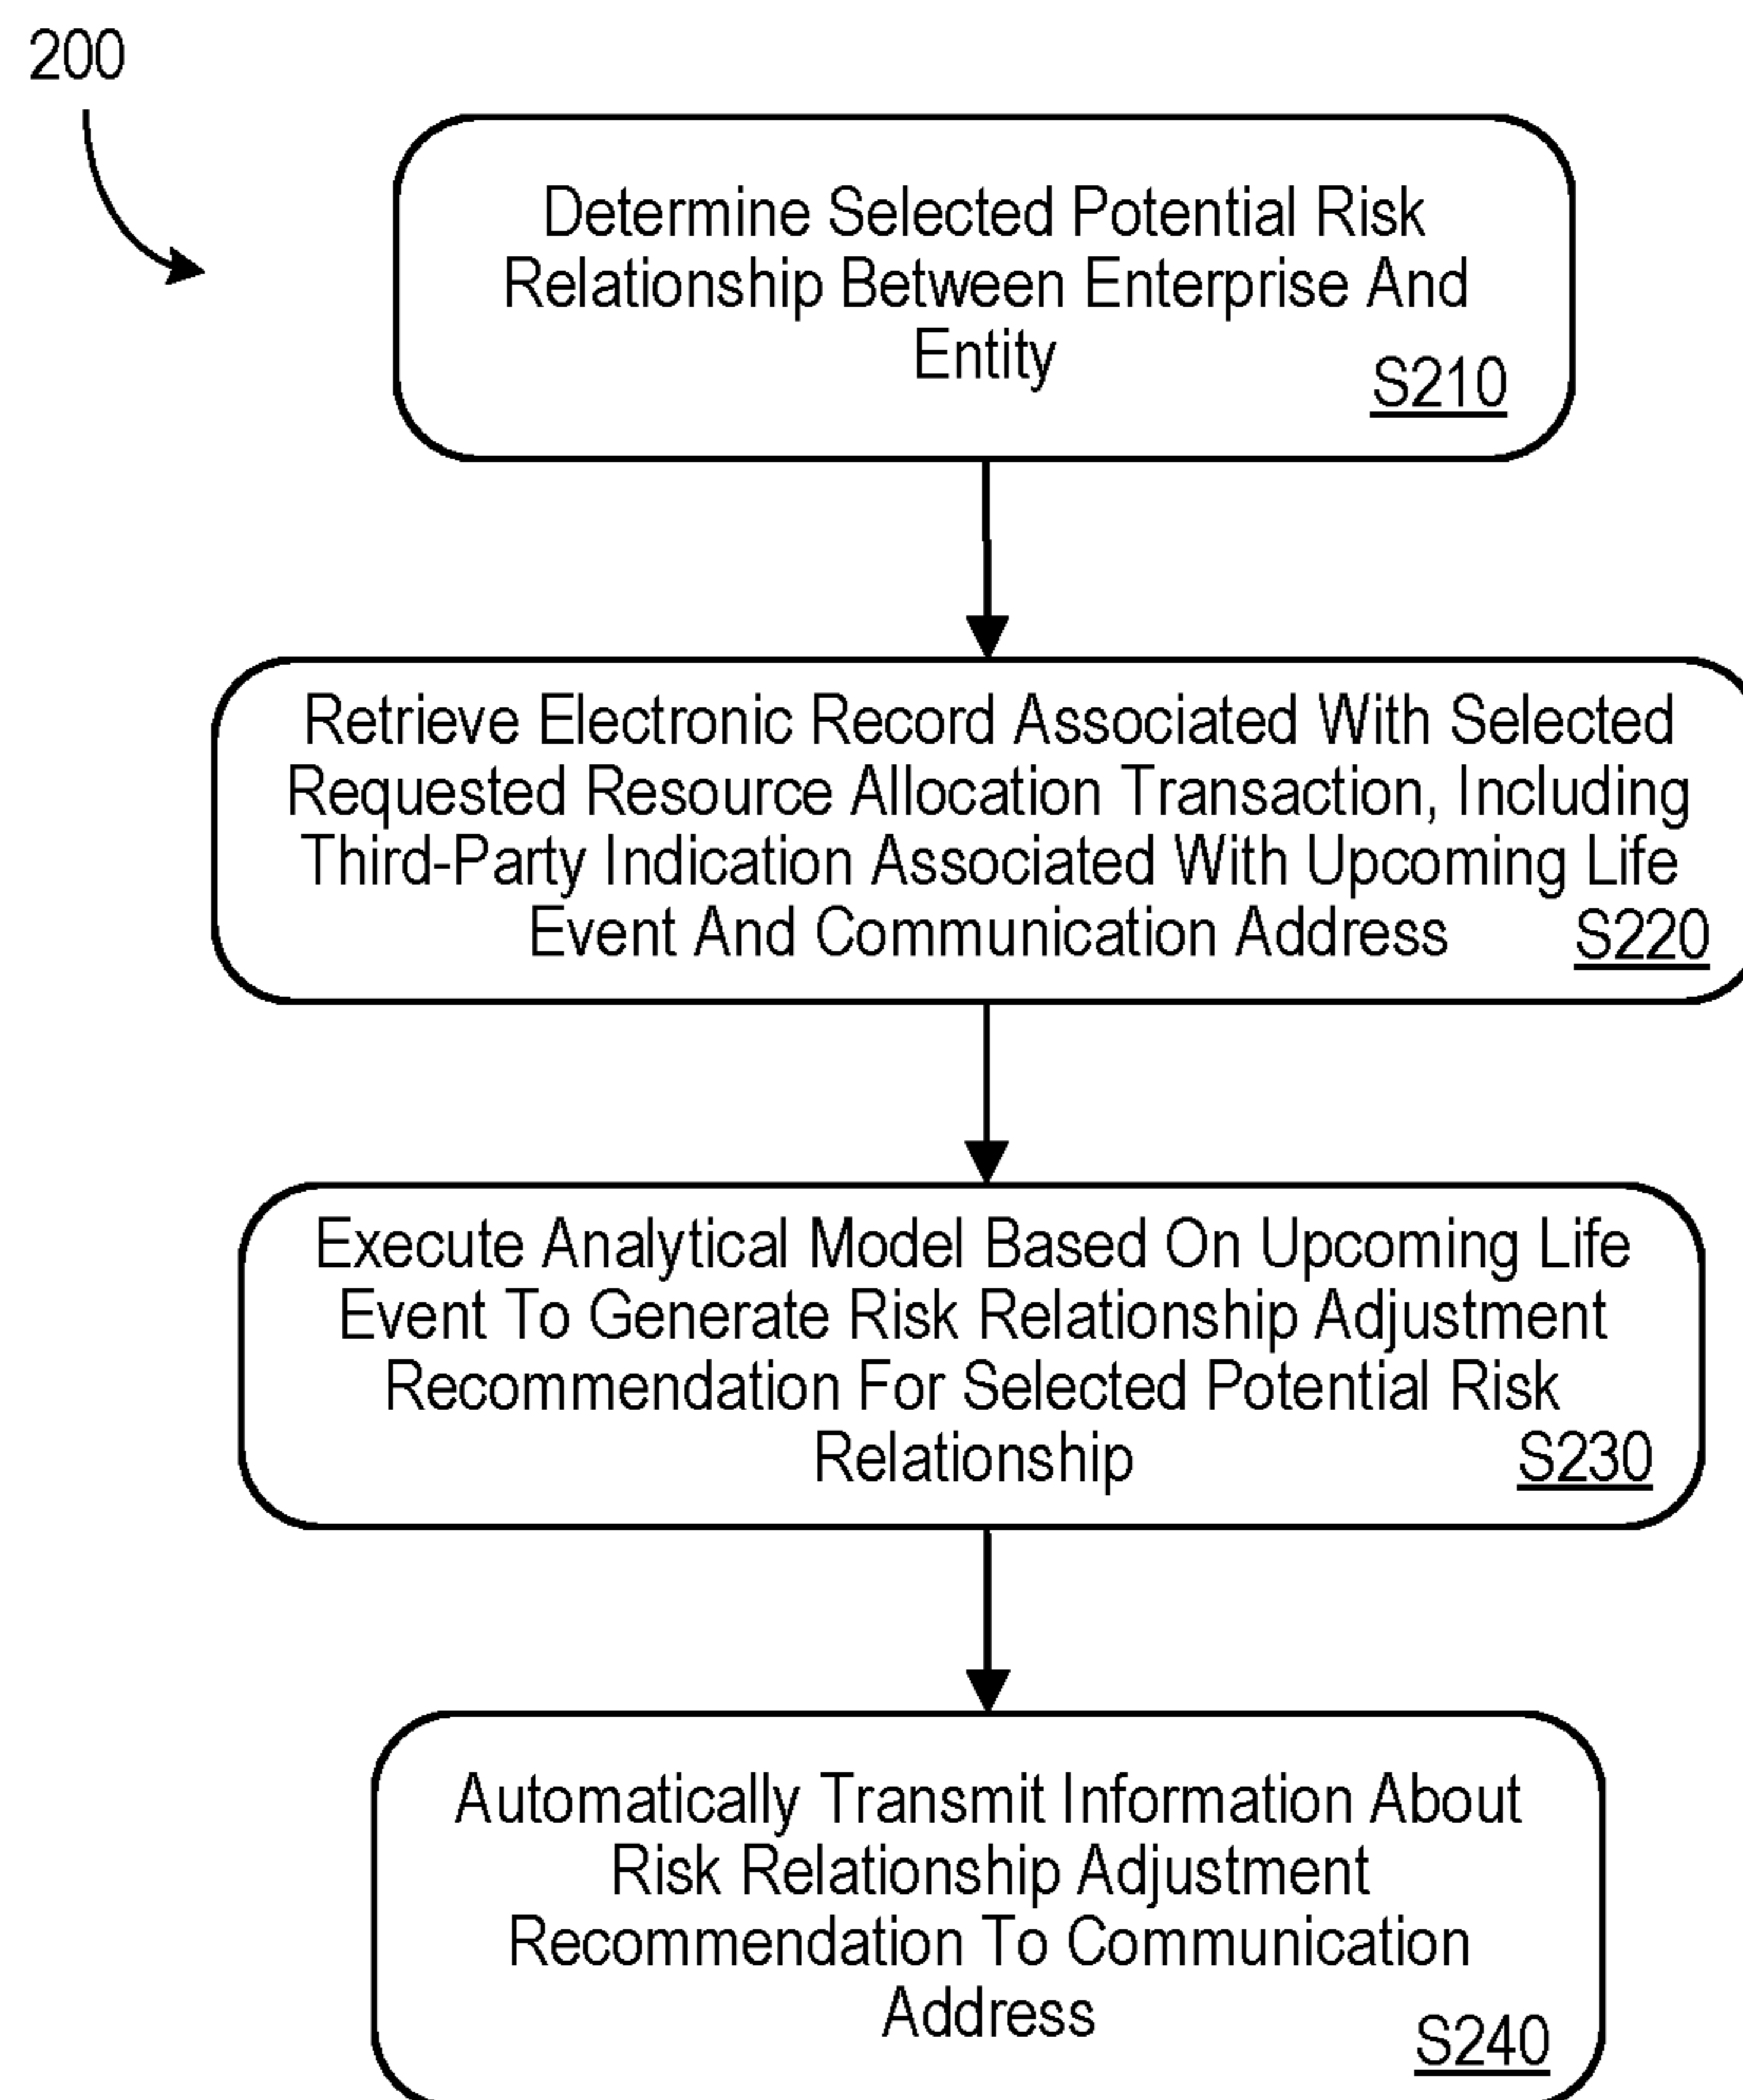 200
Determine Selected Potential Risk
Relationship Between Enterprise And
Entity
S210
Retrieve Electronic Record Associated With Selected
Requested Resource Allocation Transaction, Including
Third-Party Indication Associated With Upcoming Life
Event And Communication Address
S220
Execute Analytical Model Based On Upcoming Life
Event To Generate Risk Relationship Adjustment
Recommendation For Selected Potential Risk
Relationship
S230
Automatically Transmit Information About
Risk Relationship Adjustment
Recommendation To Communication
Address
S240